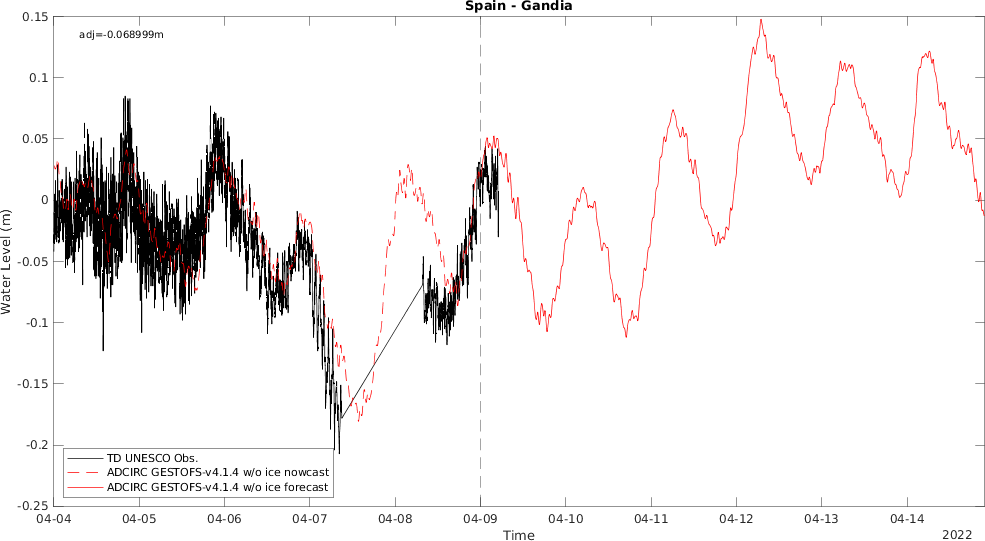 Spain - Gandia
adj=-0.068999m
0.15
0.1
0.05
0
-0.05
-0.1
-0.15
-0.2
-0.25
Water Level (m)
TD UNESCO Obs.
ADCIRC GESTOFS-v4.1.4 w/o ice nowcast
ADCIRC GESTOFS-v4.1.4 w/o ice forecast
04-04 04-05 04-06 04-07 04-08 04-09 04-10 04-11 04-12 04-13 04-14
Time
2022